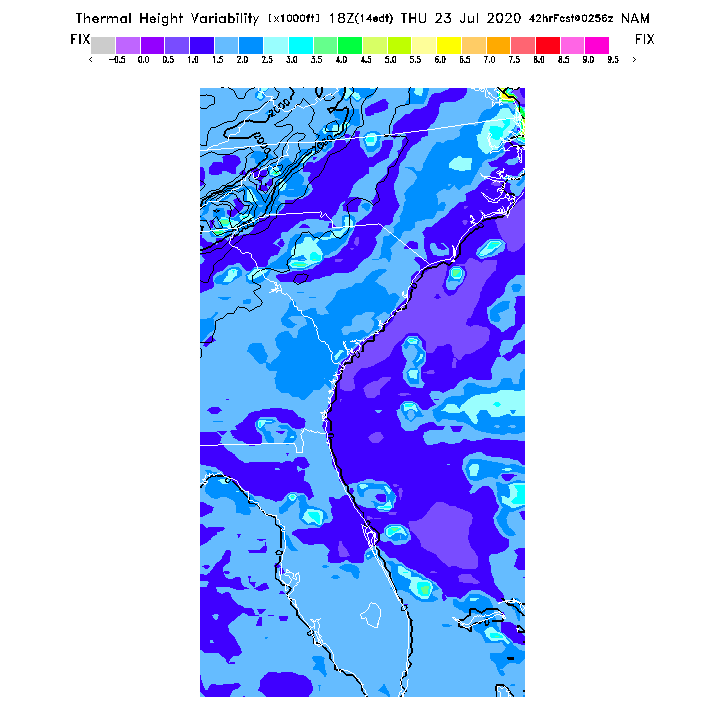 Thermal Height Variability [x1000ft] 18Z(14edt) THU 23 Jul 2020 42hrFcst@0256z NAM
FIX FIX
< -0.5 0.0 0.5 1.0 1.5 2.0 2.5 3.0 3.5 4.0 4.5 5.0 5.5 6.0 6.5 7.0 7.5 8.0 8.5 9.0 9.5 >
2000